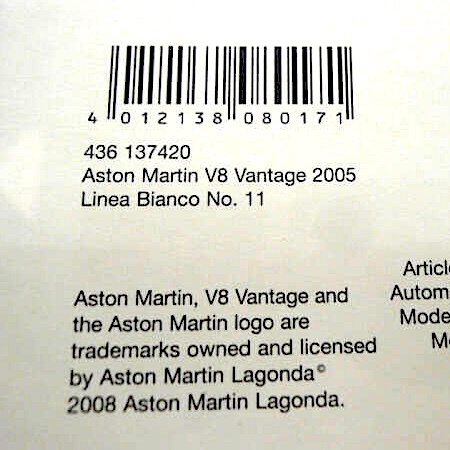 4 012138 080171
436 137420
Aston Martin V8 Vantage 2005
Linea Bianco No. 11
Aston Martin, V8 Vantage and
the Aston Martin logo are
trademarks owned and licensed
by Aston Martin Lagonda©
2008 Aston Martin Lagonda.